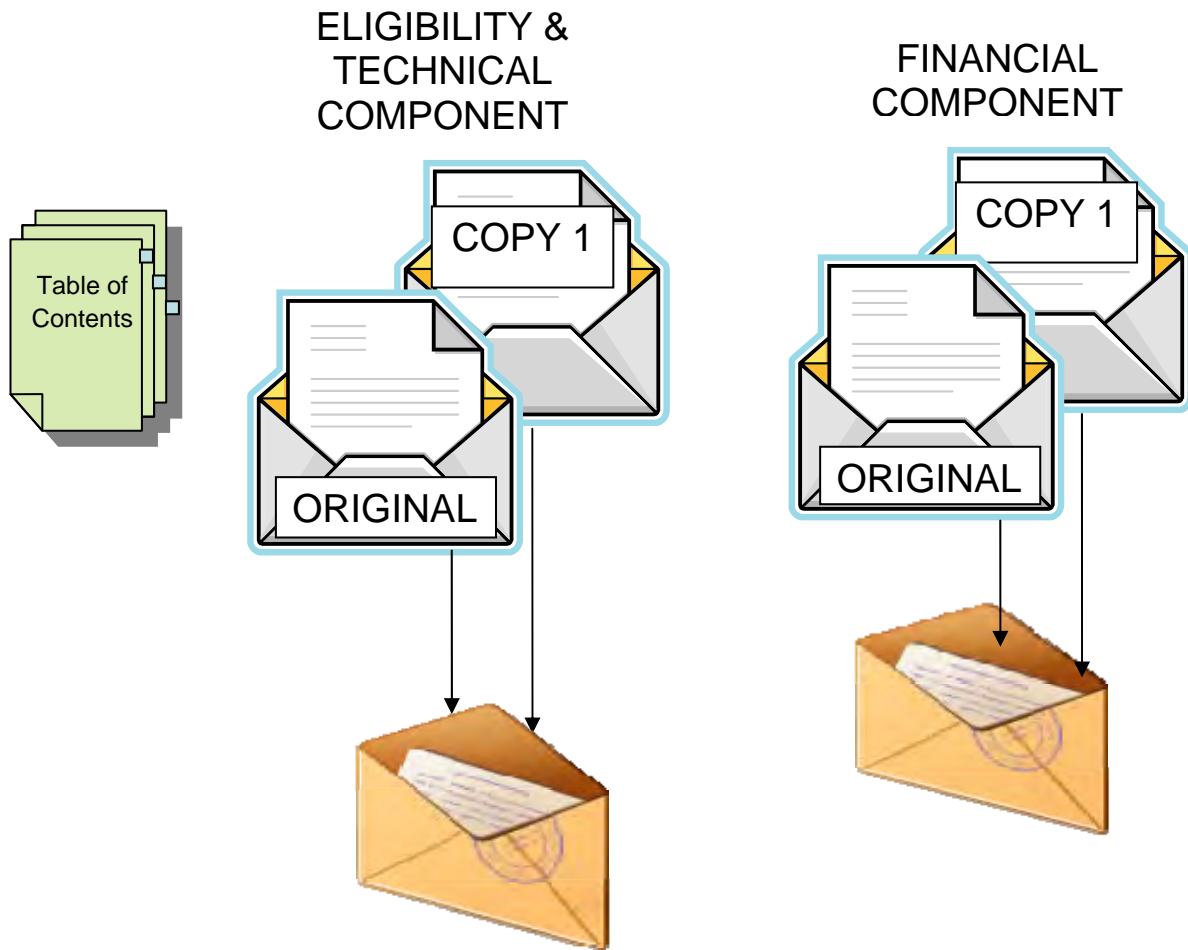 ELIGIBILITY &
TECHNICAL
COMPONENT
FINANCIAL
COMPONENT
Table of
Contents
COPY 1
ORIGINAL
COPY 1
ORIGINAL